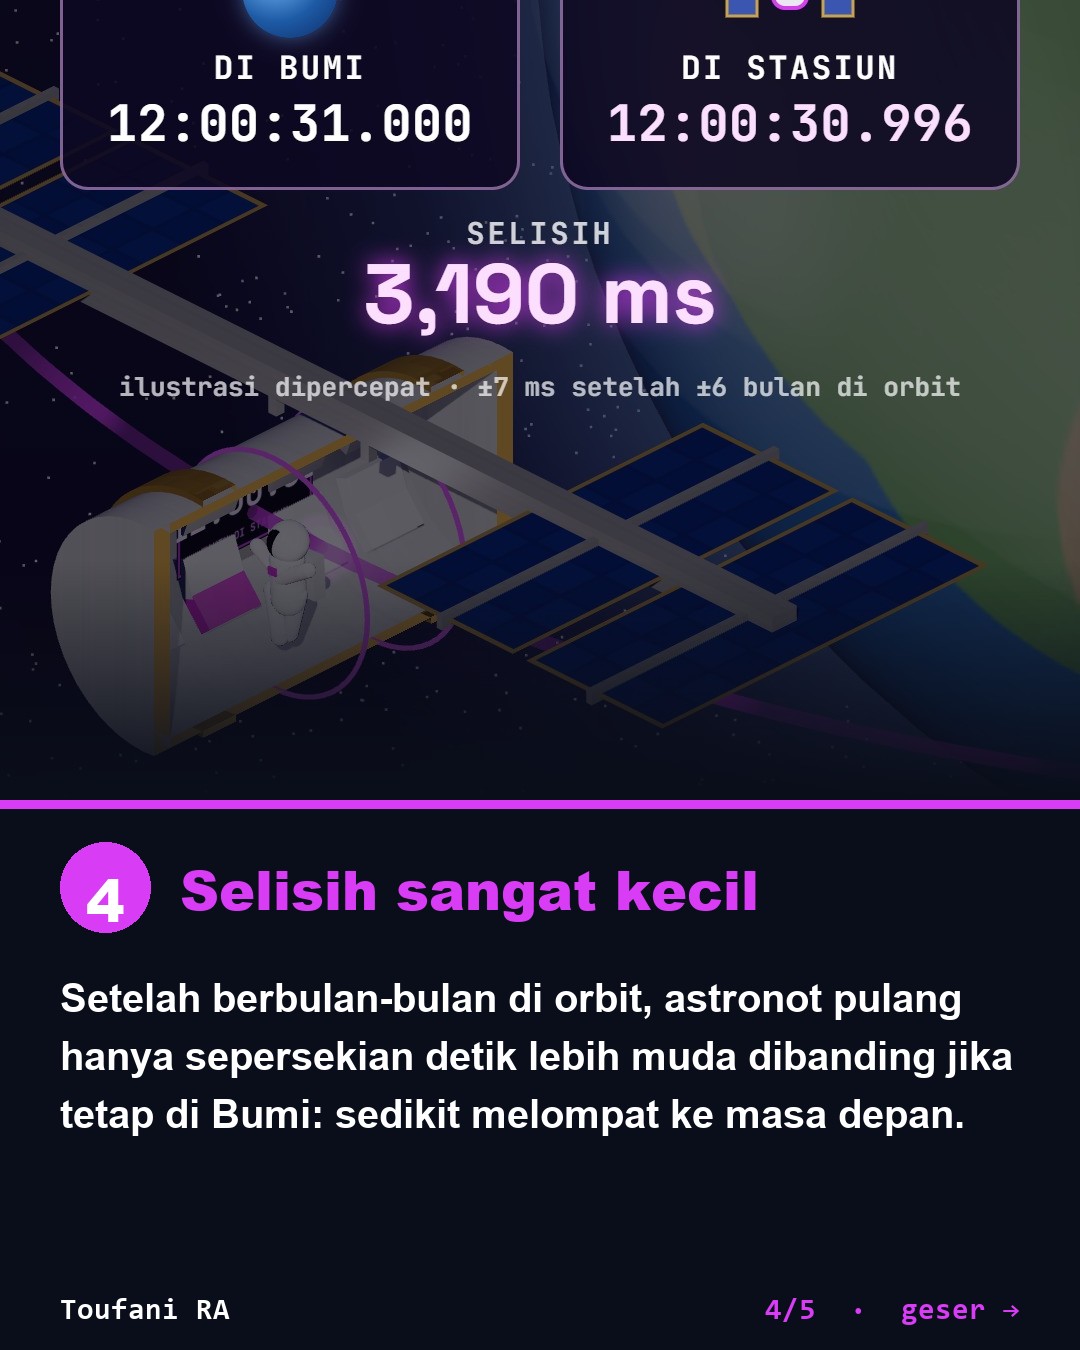 DI BUMI
12:00:31.000
DI STASIUN
12:00:30.996
SELISIH
3,190 ms
ilustrasi dipercepat · ±7 ms setelah ±6 bulan di orbit
4
Selisih sangat kecil
Setelah berbulan-bulan di orbit, astronot pulang
hanya sepersekian detik lebih muda dibanding jika
tetap di Bumi: sedikit melompat ke masa depan.
Toufani RA
4/5 · geser →